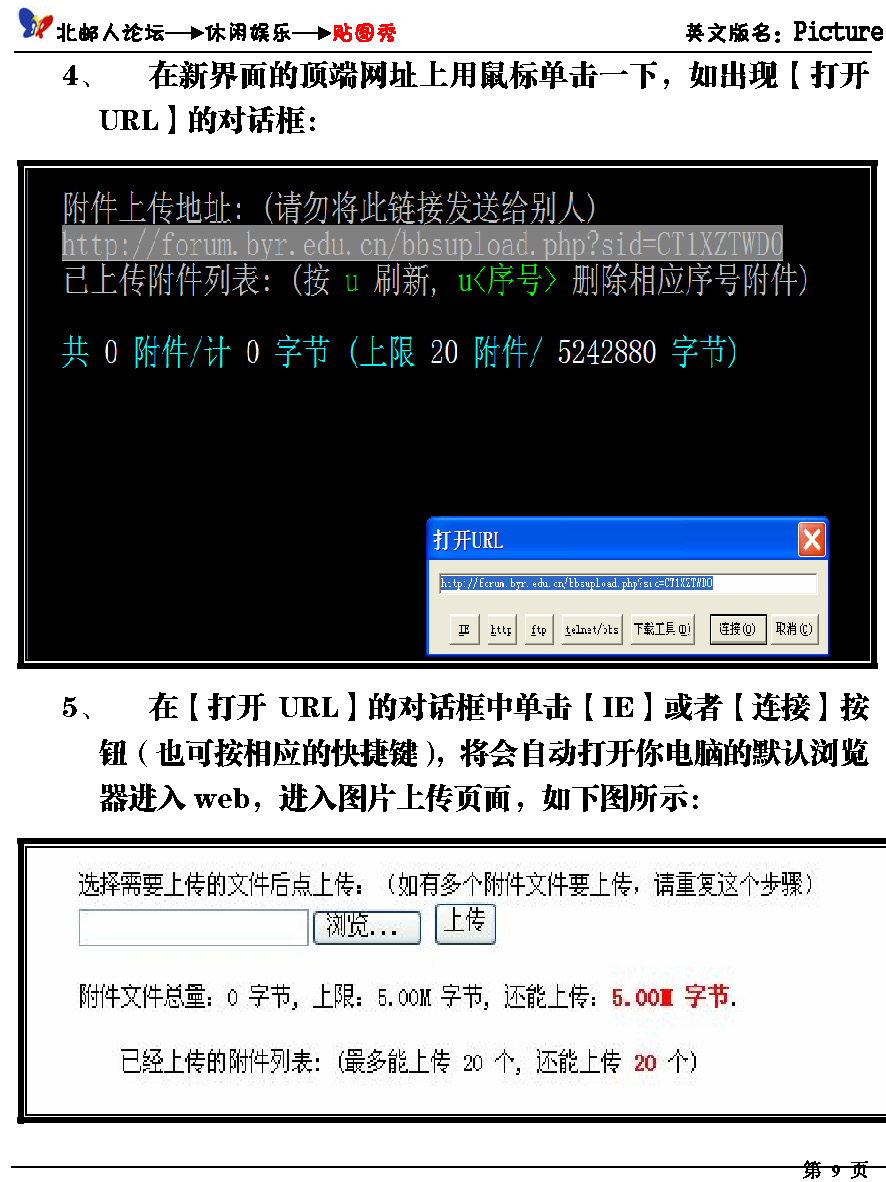 北邮人论坛—►休闲娱乐—►贴图秀 英文版名：Picture
4、 在新界面的顶端网址上用鼠标单击一下，如出现【打开
URL】的对话框：
附件上传地址: (请勿将此链接发送给别人)
http://forum.byr.edu.cn/bbsupload.php?sid=CT1XZTWDO
已上传附件列表: (按 u 刷新, u<序号> 删除相应序号附件)
共 0 附件/计 0 字节 (上限 20 附件/ 5242880 字节)
打开URL
http://forum.byr.edu.cn/bbsupload.php?sid=CT1XZTWDO
IE http ftp telnet/bbs 下载工具(D) 连接(O) 取消(C)
5、 在【打开 URL】的对话框中单击【IE】或者【连接】按
钮（也可按相应的快捷键），将会自动打开你电脑的默认浏览
器进入 web，进入图片上传页面，如下图所示：
选择需要上传的文件后点上传：（如有多个附件文件要上传，请重复这个步骤）
浏览... 上传
附件文件总量：0 字节, 上限：5.00M 字节, 还能上传：5.00M 字节.
已经上传的附件列表: (最多能上传 20 个, 还能上传 20 个)
第 9 页